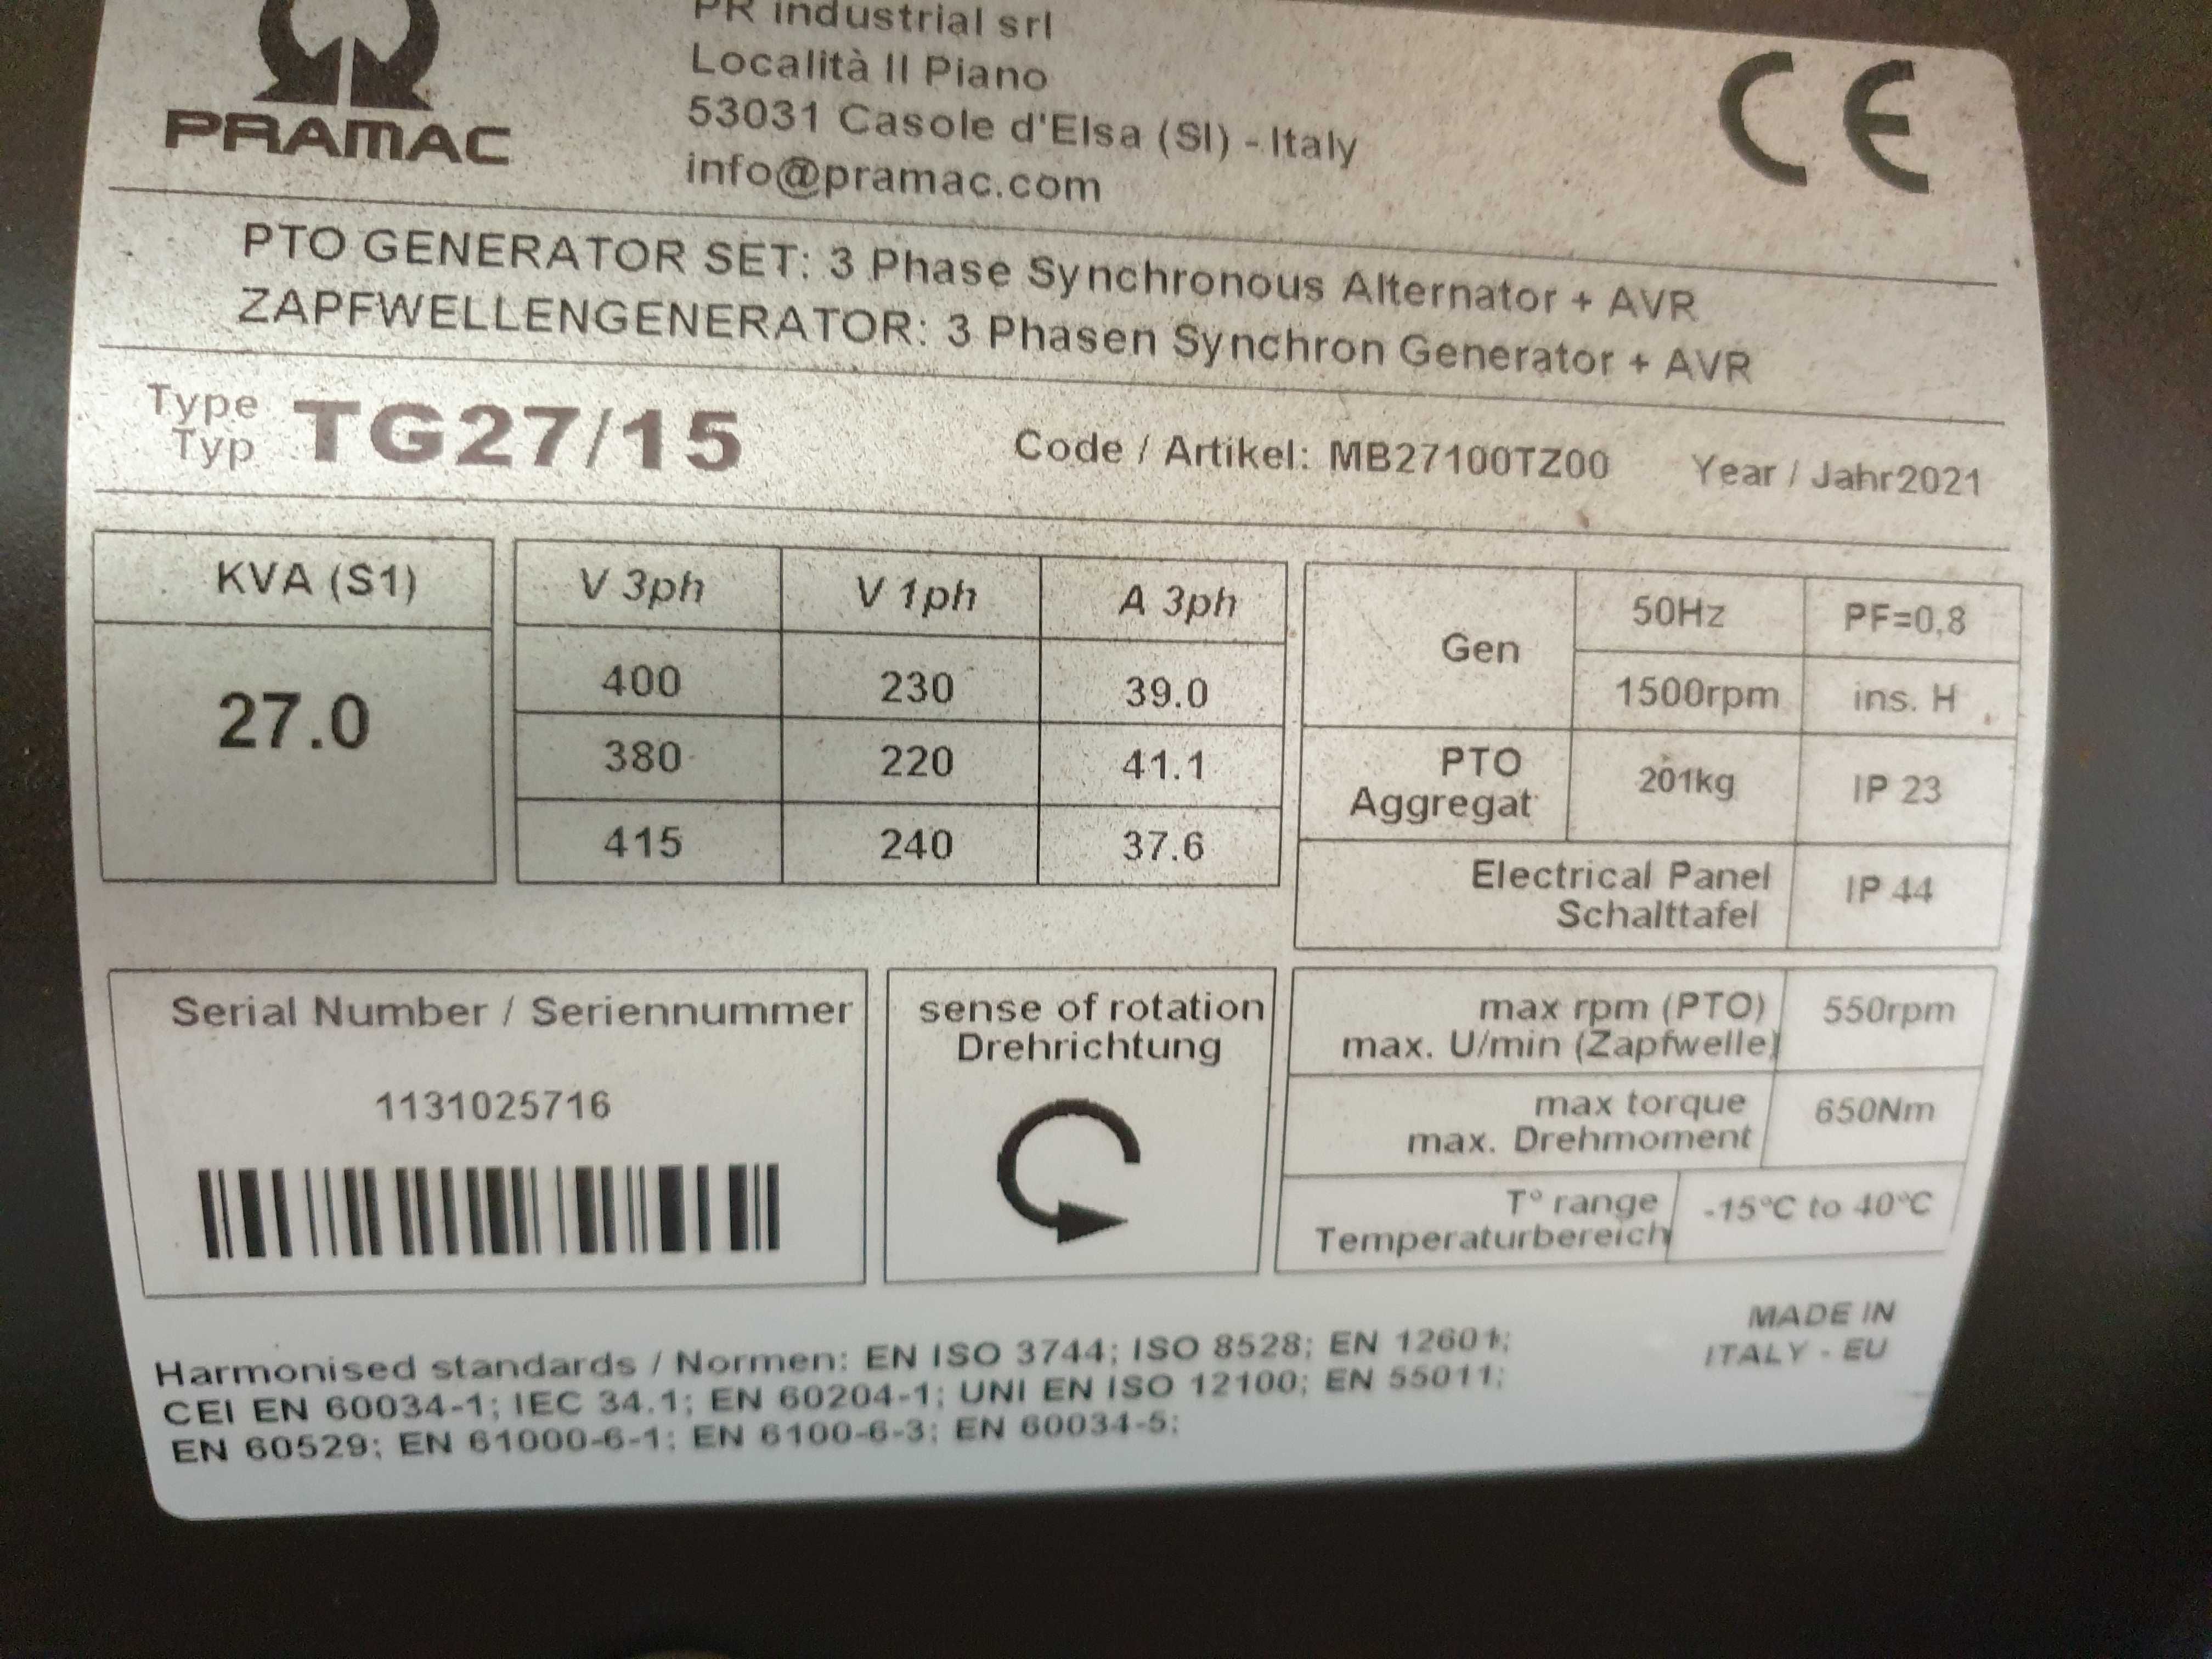 PRAMAC
PR industrial srl
Località Il Piano
53031 Casole d'Elsa (SI) - Italy
info@pramac.com
CE
PTO GENERATOR SET: 3 Phase Synchronous Alternator + AVR
ZAPFWELLENGENERATOR: 3 Phasen Synchron Generator + AVR
Type
Typ
TG27/15
Code / Artikel: MB27100TZ00
Year / Jahr2021
KVA (S1)
27.0
V 3ph V 1ph A 3ph
400 230 39.0
380 220 41.1
415 240 37.6
Gen
50Hz PF=0,8
1500rpm ins. H
PTO
Aggregat
201kg IP 23
Electrical Panel
Schalttafel
IP 44
Serial Number / Seriennummer
1131025716
sense of rotation
Drehrichtung
max rpm (PTO)
max. U/min (Zapfwelle)
550rpm
max torque
max. Drehmoment
650Nm
T° range
Temperaturbereich
-15°C to 40°C
Harmonised standards / Normen: EN ISO 3744; ISO 8528; EN 12601;
CEI EN 60034-1; IEC 34.1; EN 60204-1; UNI EN ISO 12100; EN 55011;
EN 60529; EN 61000-6-1; EN 6100-6-3; EN 60034-5;
MADE IN
ITALY - EU